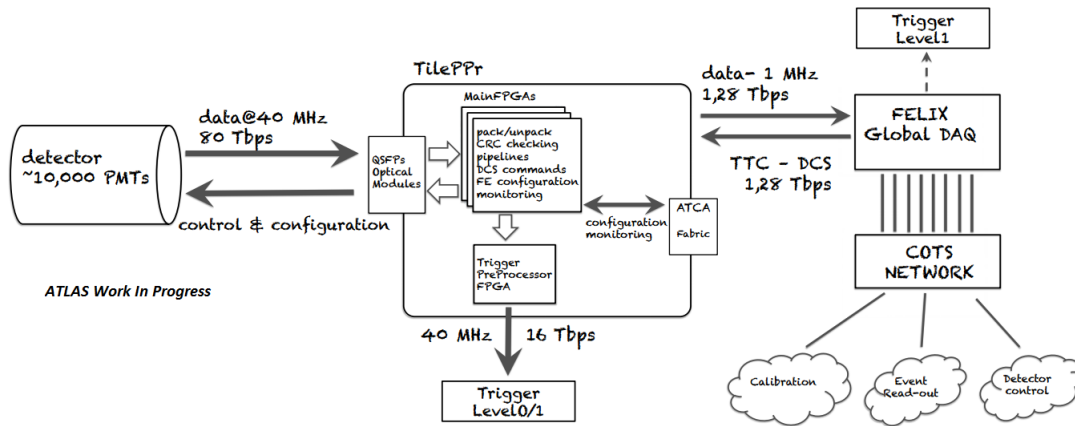 Trigger
Level1
TilePPr
MainFPGAs
data@40 MHz
80 Tbps
data- 1 MHz
1,28 Tbps
detector
~10,000 PMTs
QSFPs
Optical
Modules
pack/unpack
CRC checking
pipelines
DCS commands
FE configuration
monitoring
FELIX
Global DAQ
TTC - DCS
1,28 Tbps
control & configuration
configuration
monitoring
ATCA
Fabric
Trigger
PreProcessor
FPGA
COTS
NETWORK
ATLAS Work In Progress
40 MHz
16 Tbps
Trigger
Level0/1
Calibration
Event
Read-out
Detector
control